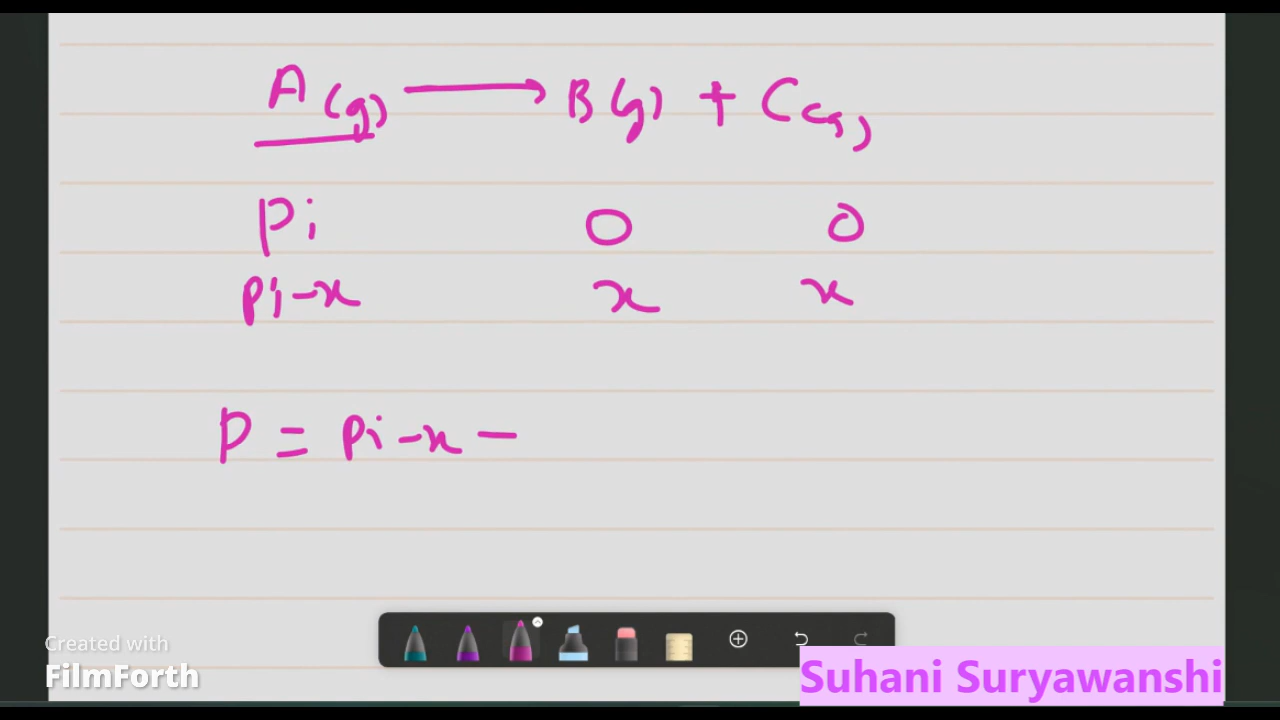 A(g) ⟶ B(g) + C(g)
Pi 0 0
Pi-x x x
P = Pi-x -
Created with
FilmForth
Suhani Suryawanshi